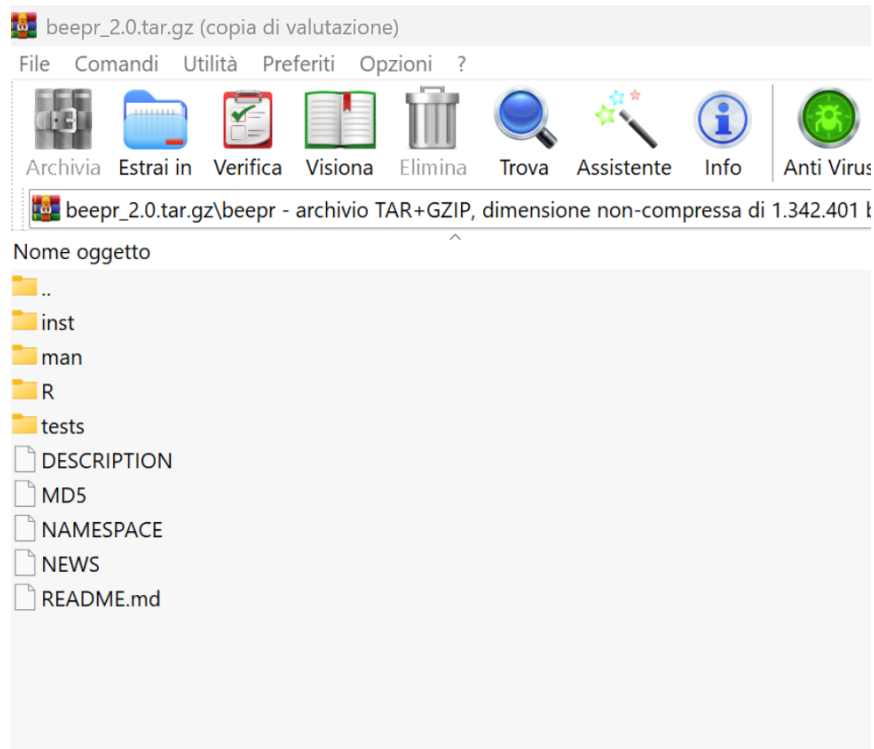 beepr_2.0.tar.gz (copia di valutazione)
File Comandi Utilità Preferiti Opzioni ?
Archivia Estrai in Verifica Visiona Elimina Trova Assistente Info Anti Virus
beepr_2.0.tar.gz\beepr - archivio TAR+GZIP, dimensione non-compressa di 1.342.401 b
Nome oggetto
..
inst
man
R
tests
DESCRIPTION
MD5
NAMESPACE
NEWS
README.md